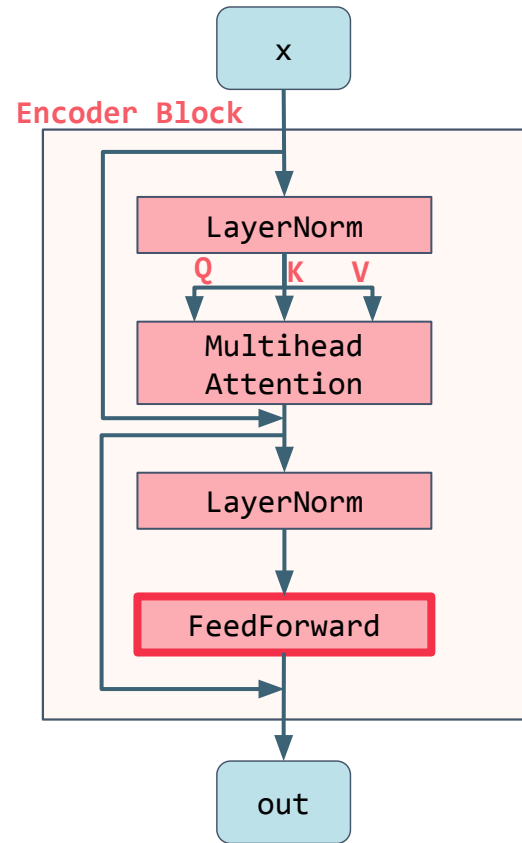 x
Encoder Block
LayerNorm
Q K V
Multihead
Attention
LayerNorm
FeedForward
out